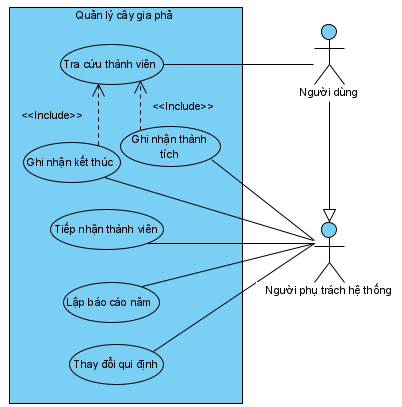 Quản lý cây gia phả
Tra cứu thành viên
Người dùng
<<Include>>
<<Include>>
Ghi nhận thành
tích
Ghi nhận kết thúc
Tiếp nhận thành viên
Người phụ trách hệ thống
Lập báo cáo năm
Thay đổi qui định